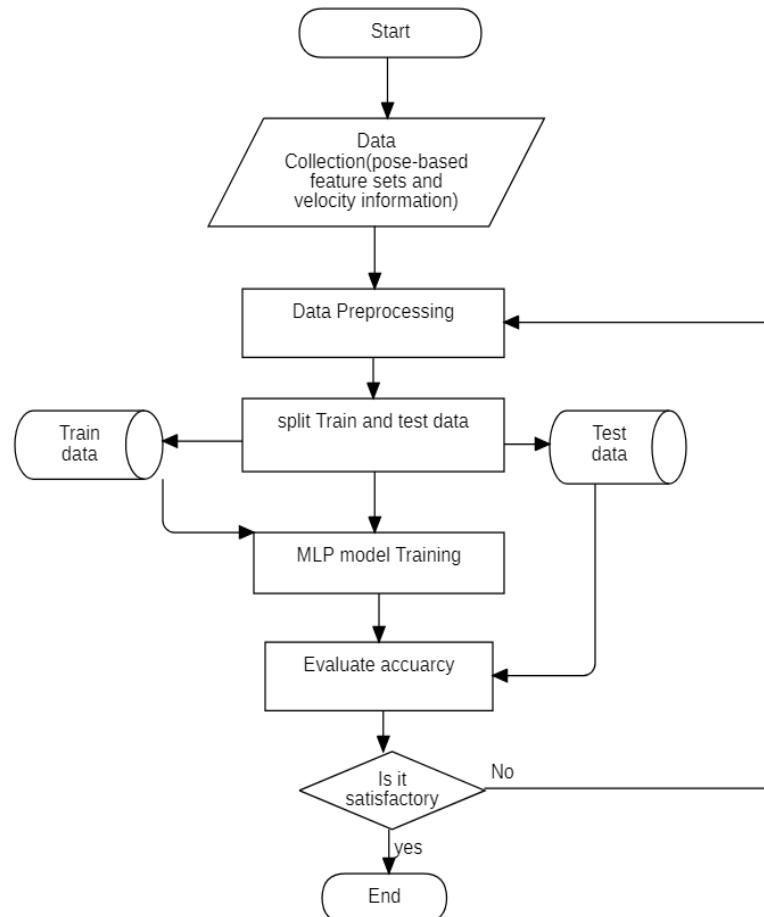 Start
Data
Collection(pose-based
feature sets and
velocity information)
Data Preprocessing
split Train and test data
Train
data
Test
data
MLP model Training
Evaluate accuarcy
Is it
satisfactory
No
yes
End